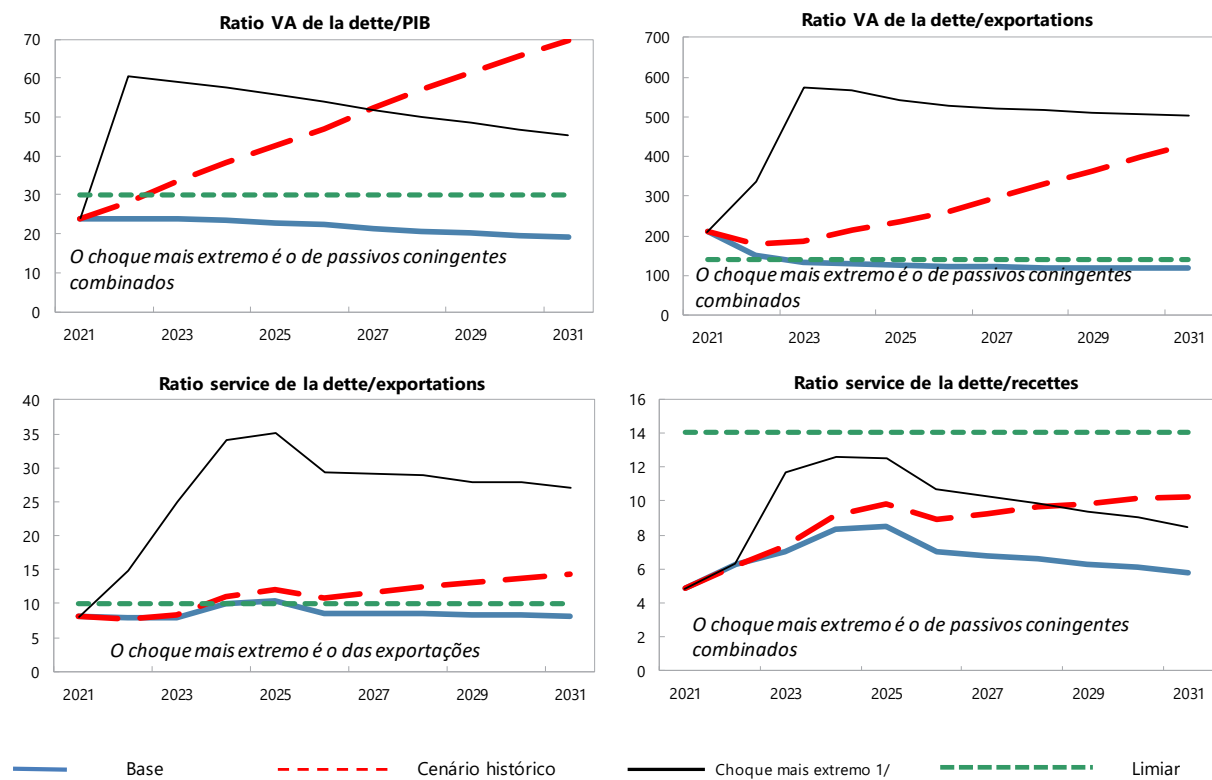 Ratio VA de la dette/PIB
70
60
50
40
30
20
10
0
O choque mais extremo é o de passivos coningentes
combinados
2021 2023 2025 2027 2029 2031
Ratio VA de la dette/exportations
700
600
500
400
300
200
100
0
O choque mais extremo é o de passivos coningentes
combinados
2021 2023 2025 2027 2029 2031
Ratio service de la dette/exportations
40
35
30
25
20
15
10
5
0
O choque mais extremo é o das exportações
2021 2023 2025 2027 2029 2031
Ratio service de la dette/recettes
16
14
12
10
8
6
4
2
0
O choque mais extremo é o de passivos coningentes
combinados
2021 2023 2025 2027 2029 2031
Base Cenário histórico Choque mais extremo 1/ Limiar